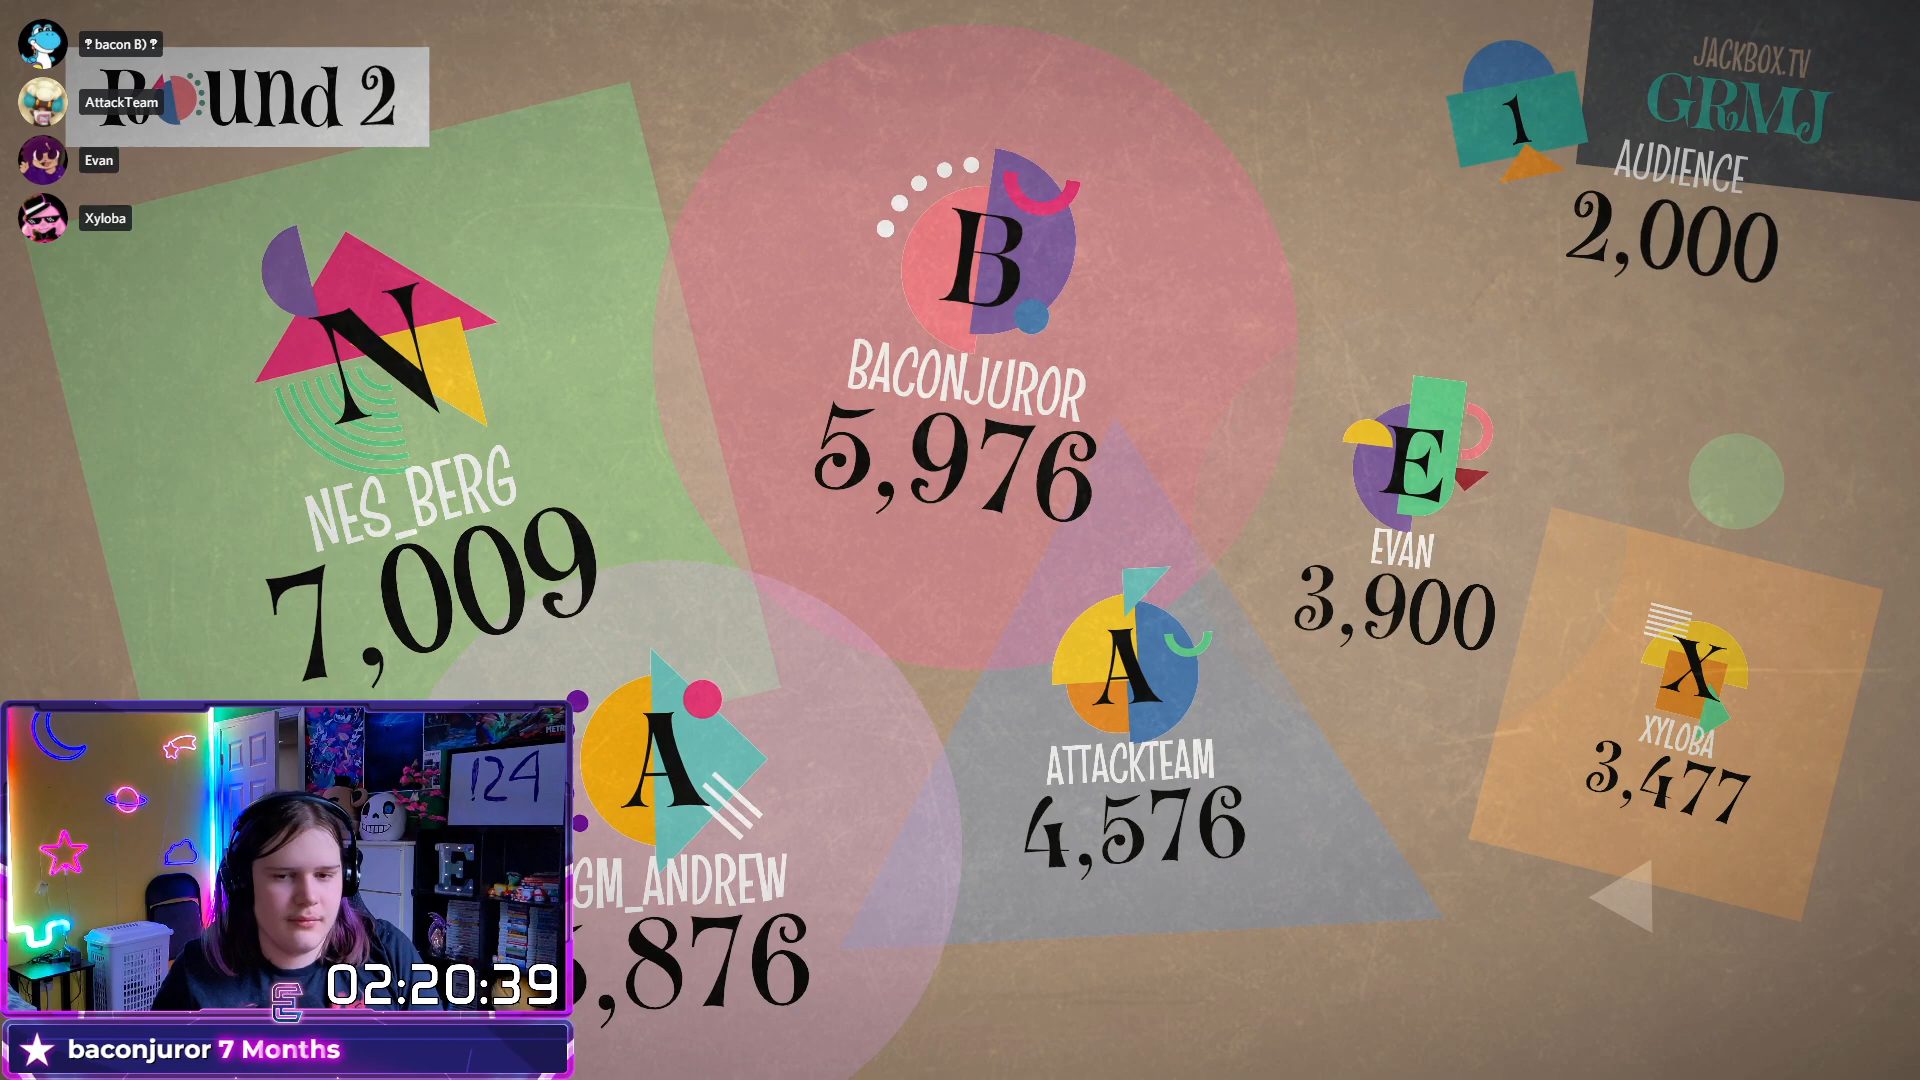 ‽ bacon B) ‽
AttackTeam
Evan
Xyloba
Round 2
JACKBOX.TV
GRMJ
1
AUDIENCE
2,000
N
NES_BERG
7,009
B
BACONJUROR
5,976
E
EVAN
3,900
X
XYLOBA
3,477
A
ATTACKTEAM
4,576
A
GM_ANDREW
,876
124
E
02:20:39
E
baconjuror 7 Months